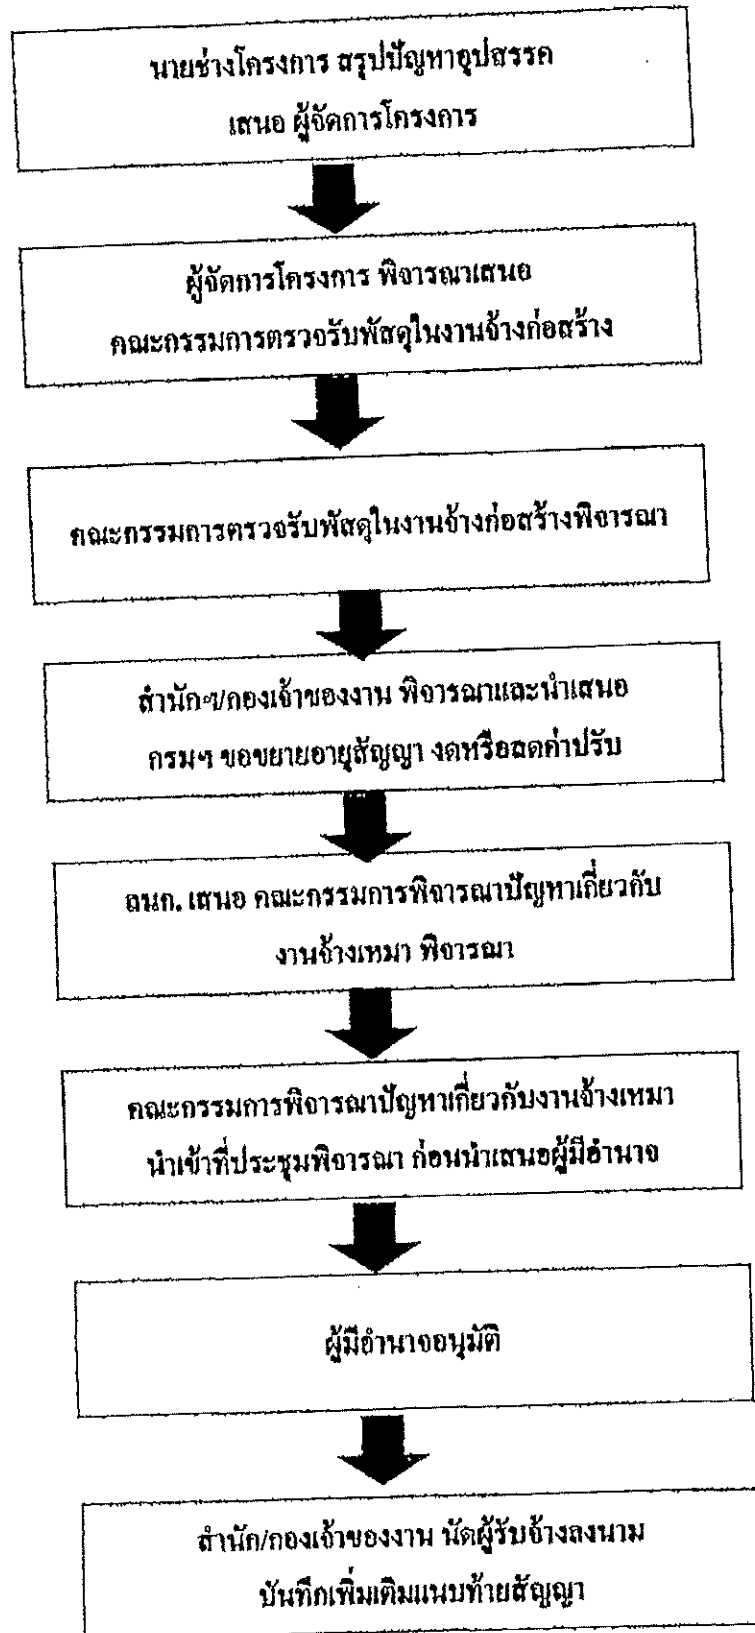 นายช่างโครงการ สรุปปัญหาอุปสรรค
เสนอ ผู้จัดการโครงการ
ผู้จัดการโครงการ พิจารณาเสนอ
คณะกรรมการตรวจรับพัสดุในงานจ้างก่อสร้าง
คณะกรรมการตรวจรับพัสดุในงานจ้างก่อสร้างพิจารณา
สำนักฯ/กองเจ้าของงาน พิจารณาและนำเสนอ
กรมฯ ขอขยายอายุสัญญา งดหรือลดค่าปรับ
ลนก. เสนอ คณะกรรมการพิจารณาปัญหาเกี่ยวกับ
งานจ้างเหมา พิจารณา
คณะกรรมการพิจารณาปัญหาเกี่ยวกับงานจ้างเหมา
นำเข้าที่ประชุมพิจารณา ก่อนนำเสนอผู้มีอำนาจ
ผู้มีอำนาจอนุมัติ
สำนัก/กองเจ้าของงาน นัดผู้รับจ้างลงนาม
บันทึกเพิ่มเติมแนบท้ายสัญญา